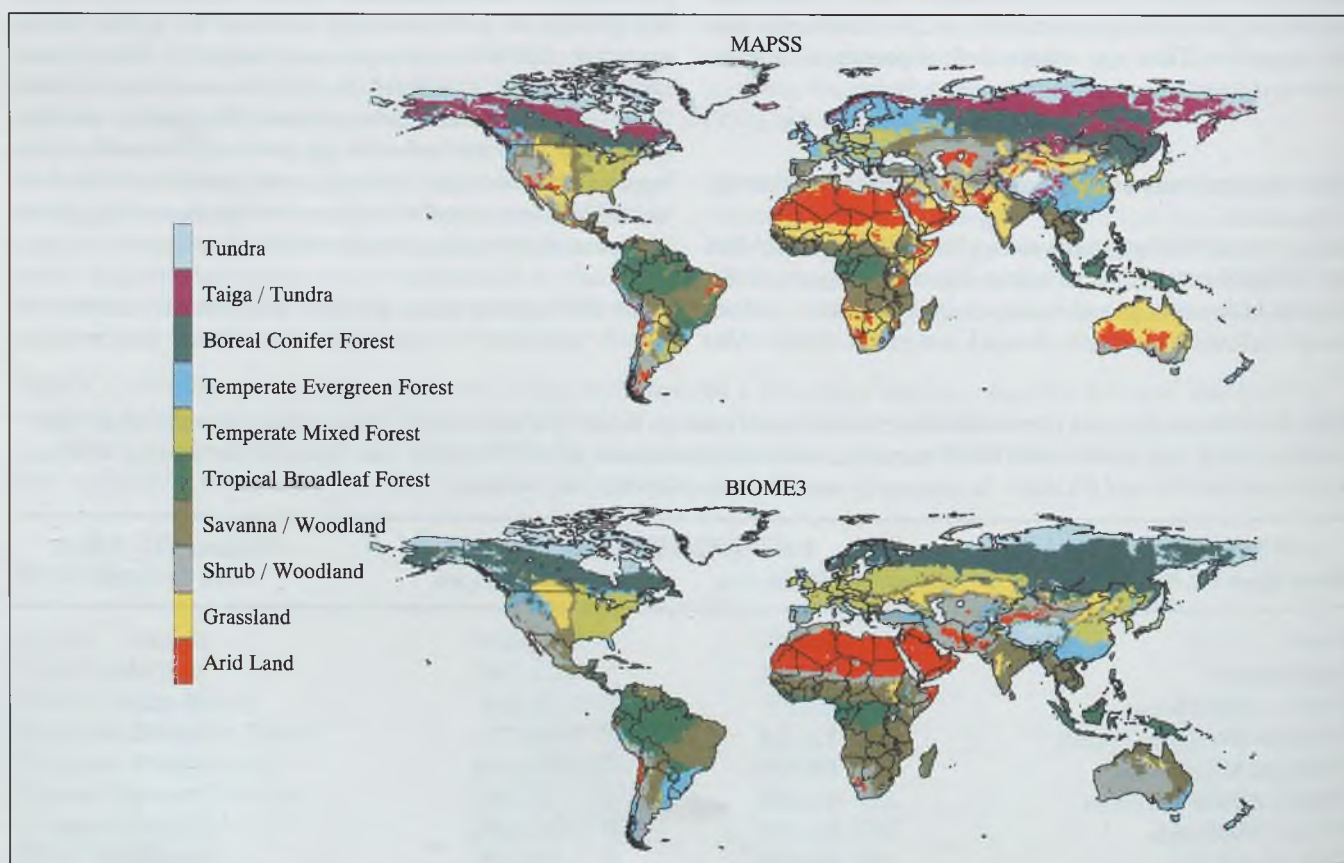 MAPSS
Tundra
Taiga / Tundra
Boreal Conifer Forest
Temperate Evergreen Forest
Temperate Mixed Forest
Tropical Broadleaf Forest
Savanna / Woodland
Shrub / Woodland
Grassland
Arid Land
BIOME3